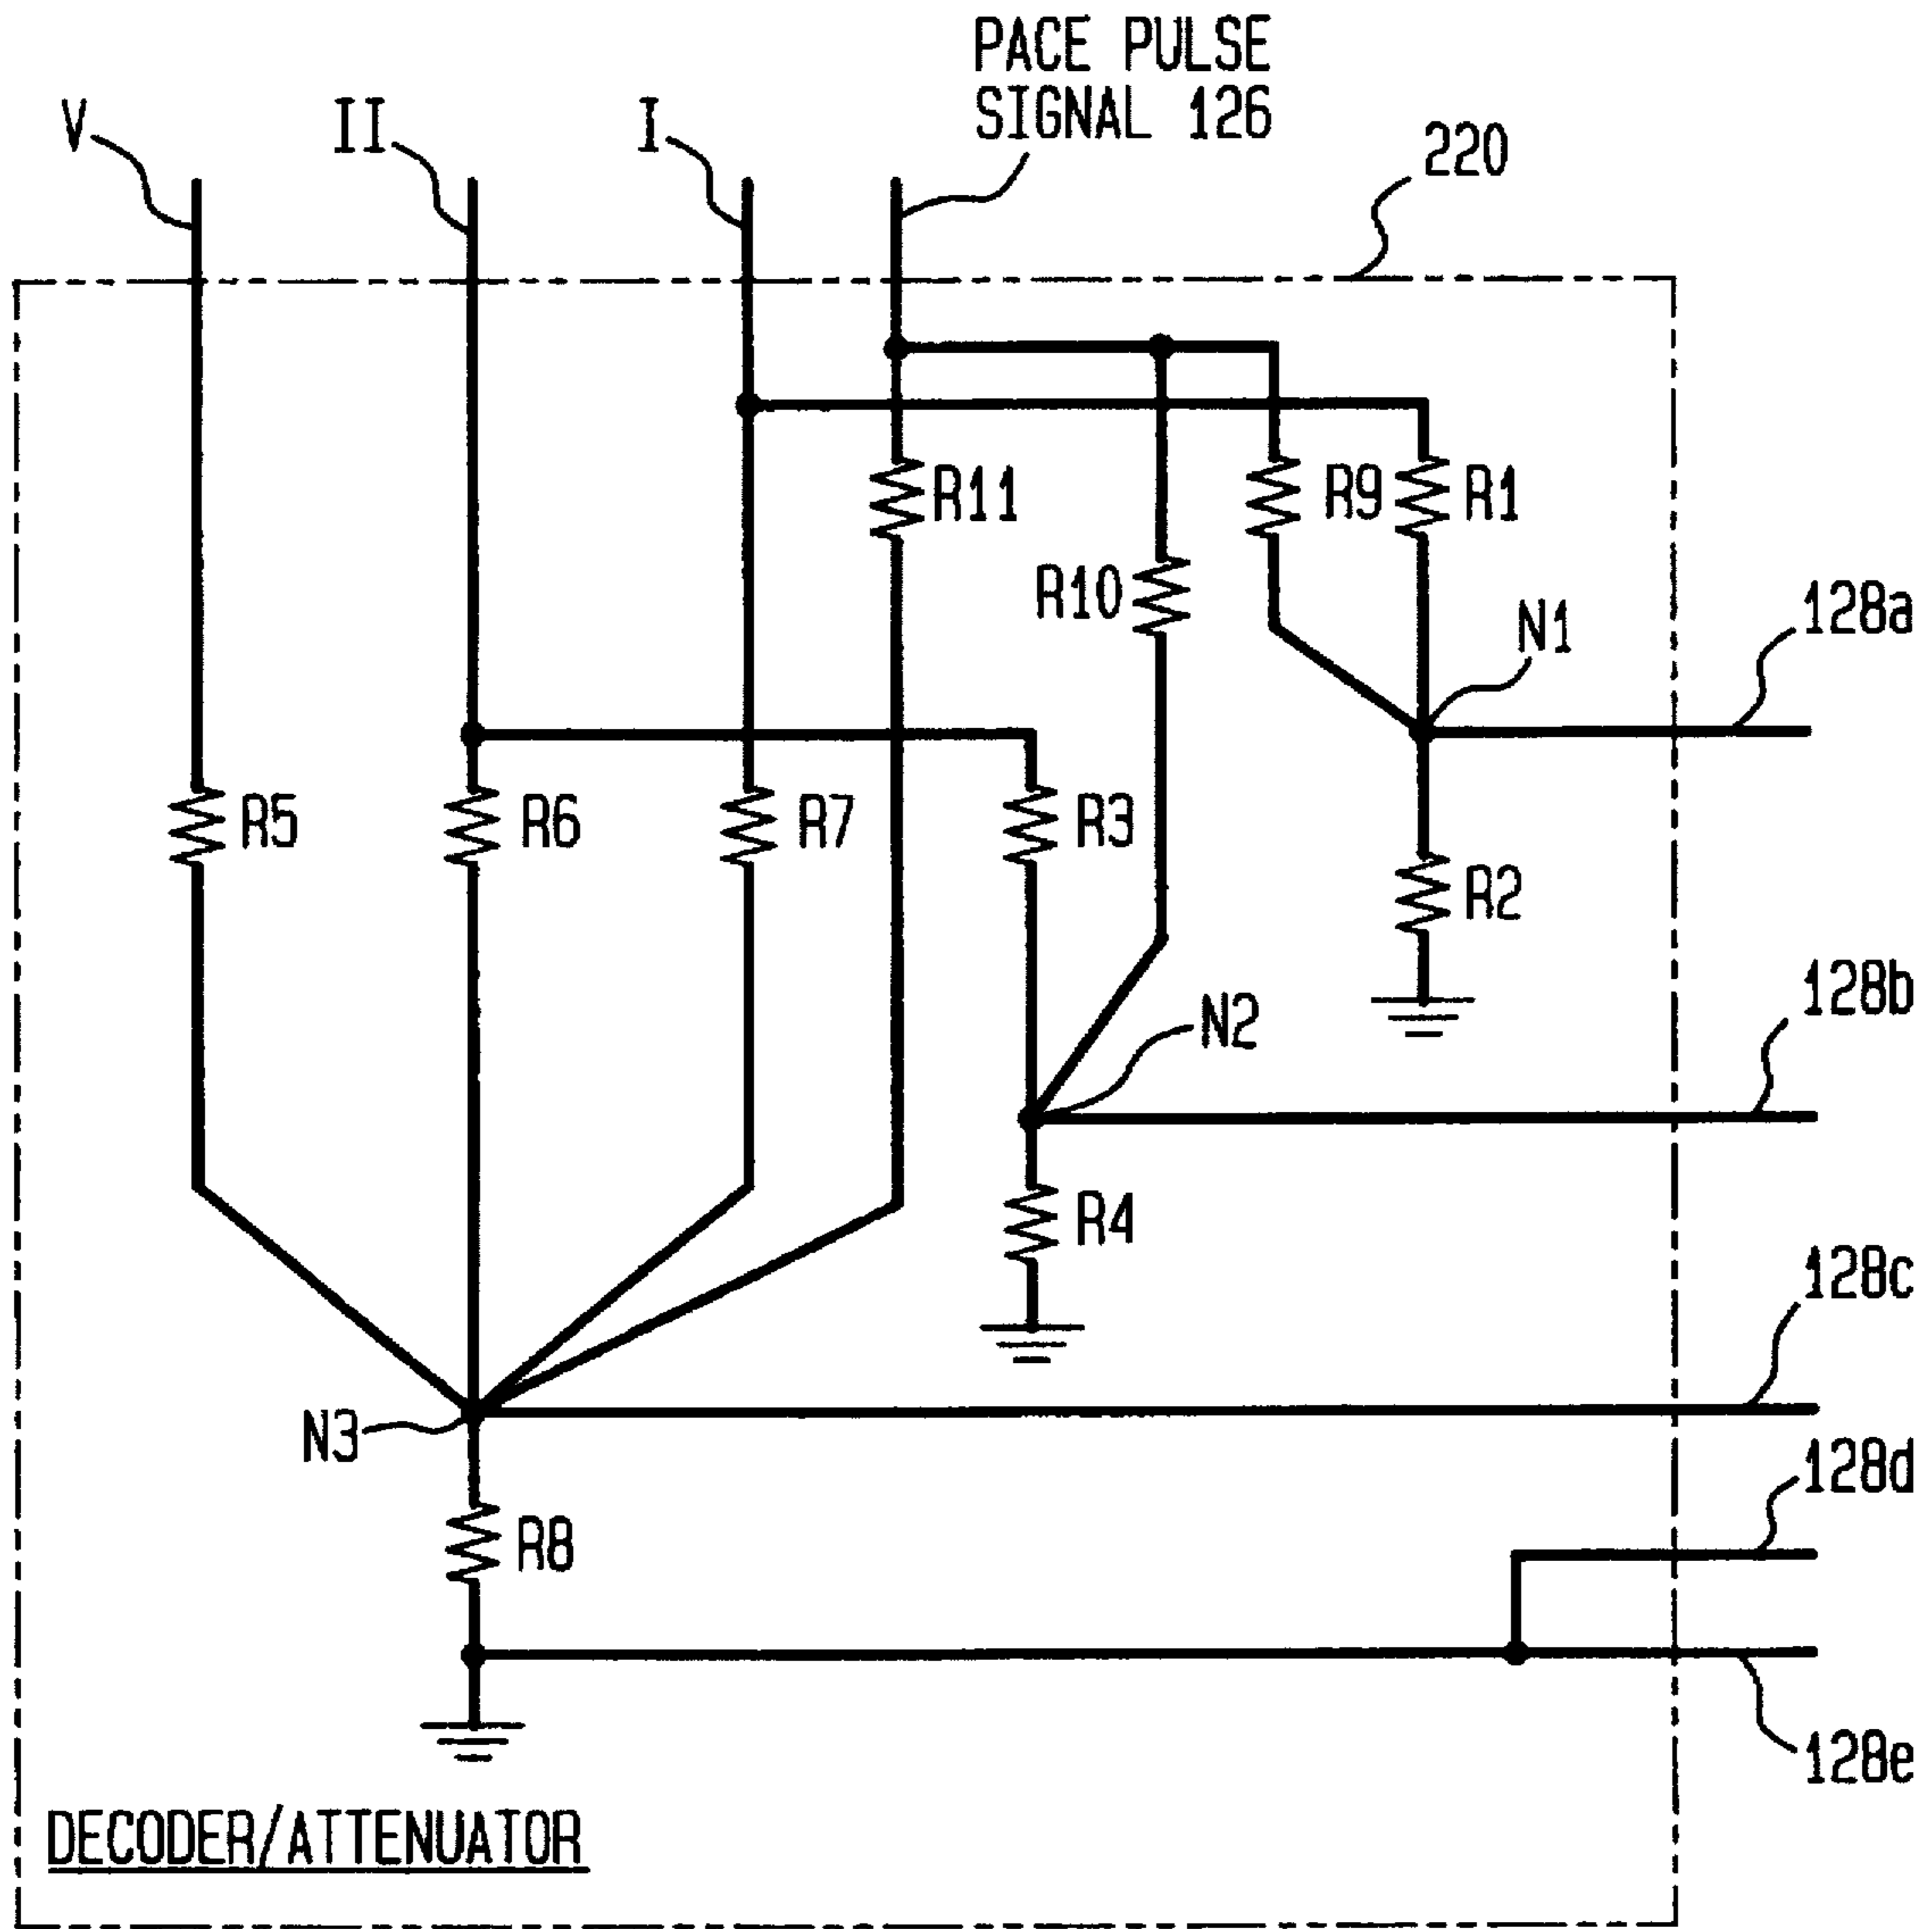 PACE PULSE
SIGNAL 126
V
II
I
220
R11
R9
R1
R10
N1
128a
R5
R6
R7
R3
R2
128b
N2
R4
128c
N3
128d
R8
128e
DECODER/ATTENUATOR